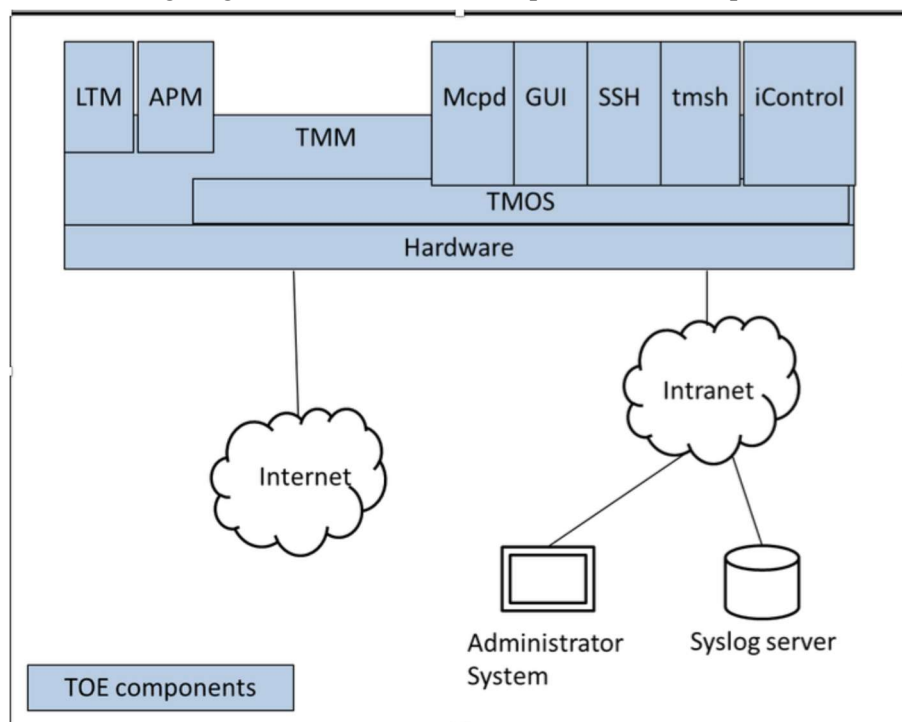 LTM APM Mcpd GUI SSH tmsh iControl
TMM
TMOS
Hardware
Intranet
Internet
Administrator
System
Syslog server
TOE components